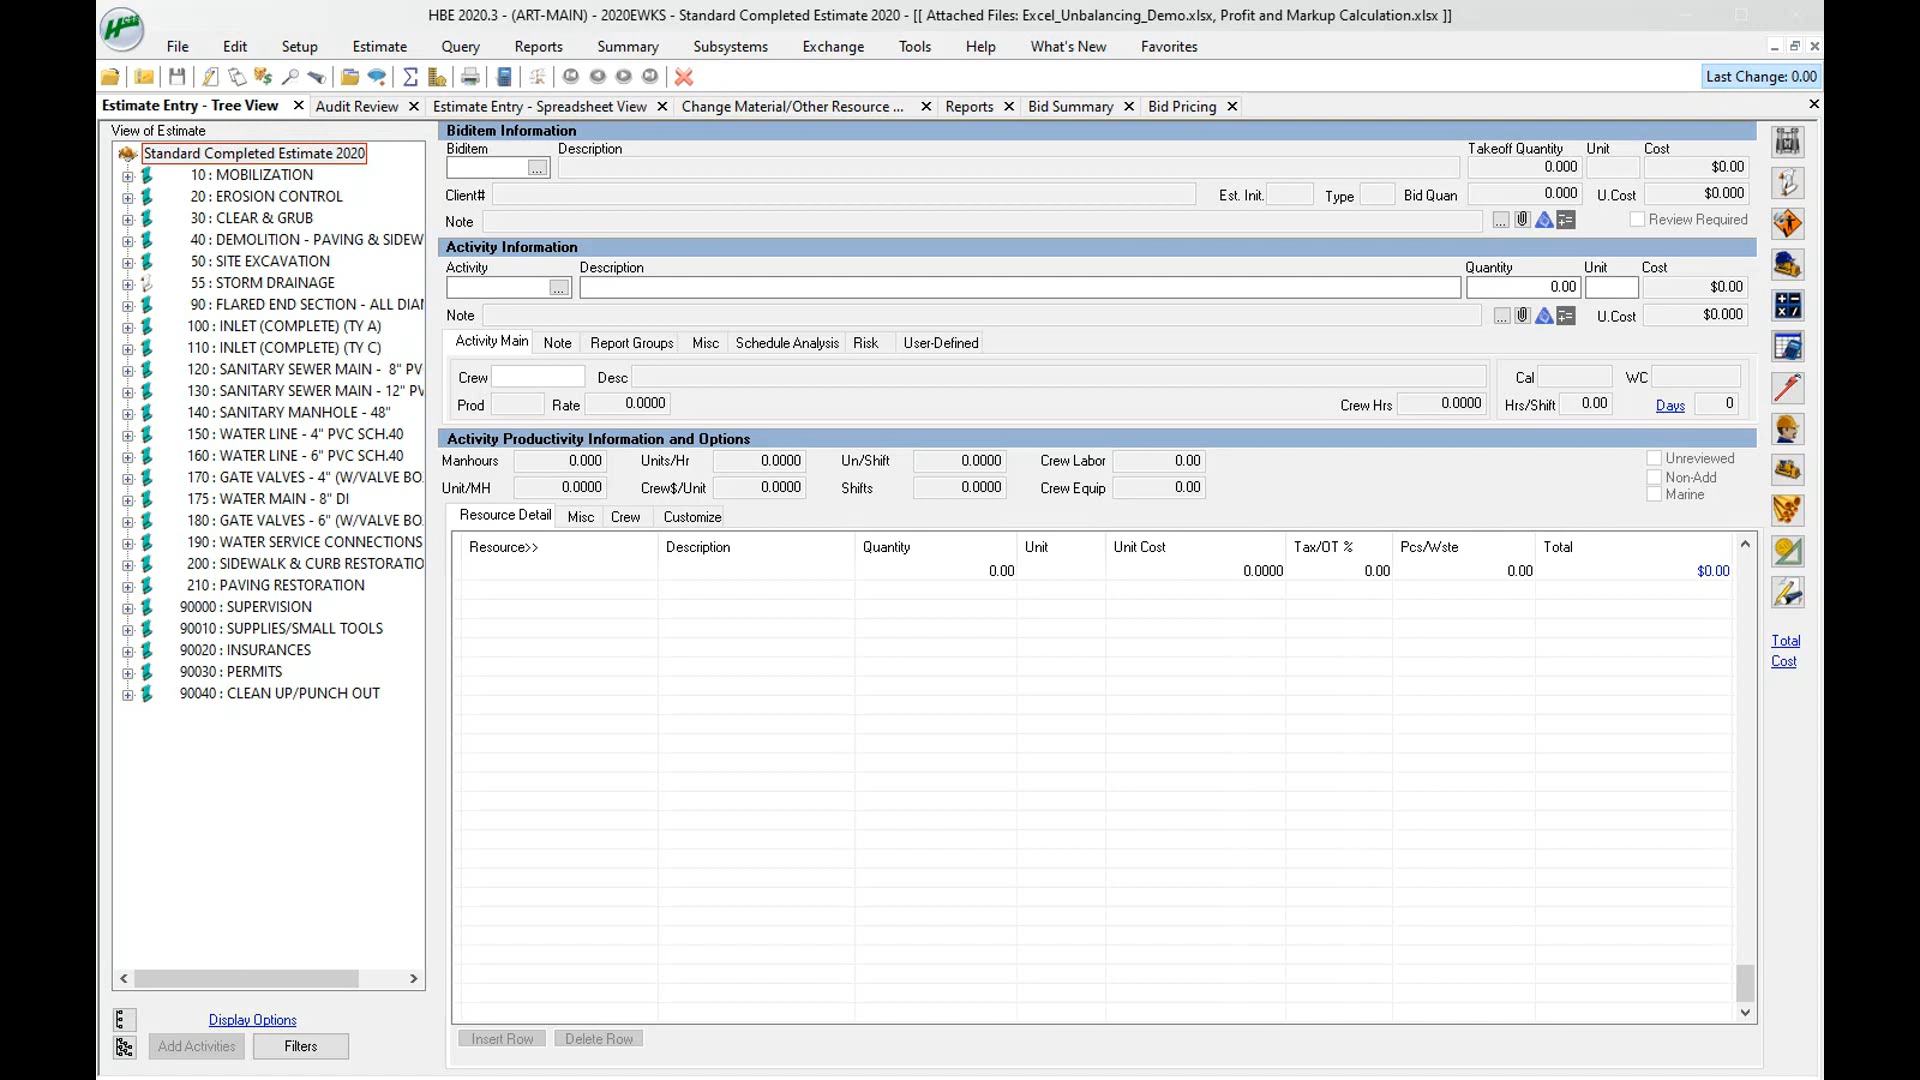 HBE 2020.3 - (ART-MAIN) - 2020EWKS - Standard Completed Estimate 2020 - [[ Attached Files: Excel_Unbalancing_Demo.xlsx, Profit and Markup Calculation.xlsx ]]
File Edit Setup Estimate Query Reports Summary Subsystems Exchange Tools Help What's New Favorites
Last Change: 0.00
Estimate Entry - Tree View Audit Review Estimate Entry - Spreadsheet View Change Material/Other Resource ... Reports Bid Summary Bid Pricing
View of Estimate
Standard Completed Estimate 2020
10 : MOBILIZATION
20 : EROSION CONTROL
30 : CLEAR & GRUB
40 : DEMOLITION - PAVING & SIDEW
50 : SITE EXCAVATION
55 : STORM DRAINAGE
90 : FLARED END SECTION - ALL DIA
100 : INLET (COMPLETE) (TY A)
110 : INLET (COMPLETE) (TY C)
120 : SANITARY SEWER MAIN - 8" PV
130 : SANITARY SEWER MAIN - 12" PV
140 : SANITARY MANHOLE - 48"
150 : WATER LINE - 4" PVC SCH.40
160 : WATER LINE - 6" PVC SCH.40
170 : GATE VALVES - 4" (W/VALVE BO
175 : WATER MAIN - 8" DI
180 : GATE VALVES - 6" (W/VALVE BO
190 : WATER SERVICE CONNECTIONS
200 : SIDEWALK & CURB RESTORATIO
210 : PAVING RESTORATION
90000 : SUPERVISION
90010 : SUPPLIES/SMALL TOOLS
90020 : INSURANCES
90030 : PERMITS
90040 : CLEAN UP/PUNCH OUT
Display Options
Add Activities Filters
Biditem Information
Biditem Description Takeoff Quantity Unit Cost
... 0.000 $0.00
Client# Est. Init. Type Bid Quan 0.000 U.Cost $0.000
Note ... Review Required
Activity Information
Activity Description Quantity Unit Cost
... 0.00 $0.00
Note ... U.Cost $0.000
Activity Main Note Report Groups Misc Schedule Analysis Risk User-Defined
Crew Desc Cal WC
Prod Rate 0.0000 Crew Hrs 0.0000 Hrs/Shift 0.00 Days 0
Activity Productivity Information and Options
Manhours 0.000 Units/Hr 0.0000 Un/Shift 0.0000 Crew Labor 0.00 Unreviewed
Non-Add
Unit/MH 0.0000 Crew$/Unit 0.0000 Shifts 0.0000 Crew Equip 0.00 Marine
Resource Detail Misc Crew Customize
Resource>> Description Quantity Unit Unit Cost Tax/OT % Pcs/Wste Total
0.00 0.0000 0.00 0.00 $0.00
Insert Row Delete Row
Total
Cost